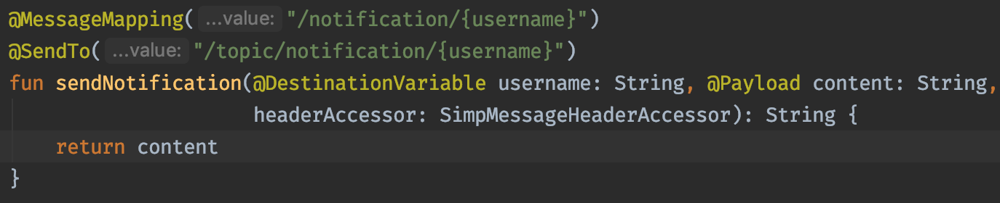 @MessageMapping( ...value: "/notification/{username}")
@SendTo( ...value: "/topic/notification/{username}")
fun sendNotification(@DestinationVariable username: String, @Payload content: String,
headerAccessor: SimpMessageHeaderAccessor): String {
return content
}